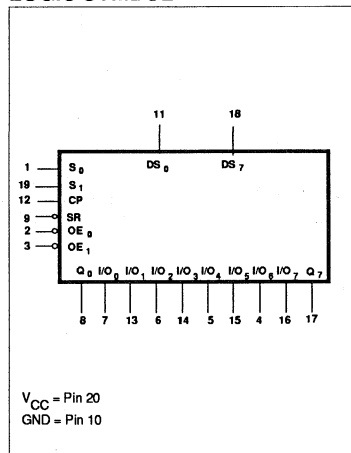 11 18
1 S0 DS0 DS7
19 S1
12 CP
9 SR
2 OE0
3 OE1
Q0 I/O0 I/O1 I/O2 I/O3 I/O4 I/O5 I/O6 I/O7 Q7
8 7 13 6 14 5 15 4 16 17
VCC = Pin 20
GND = Pin 10